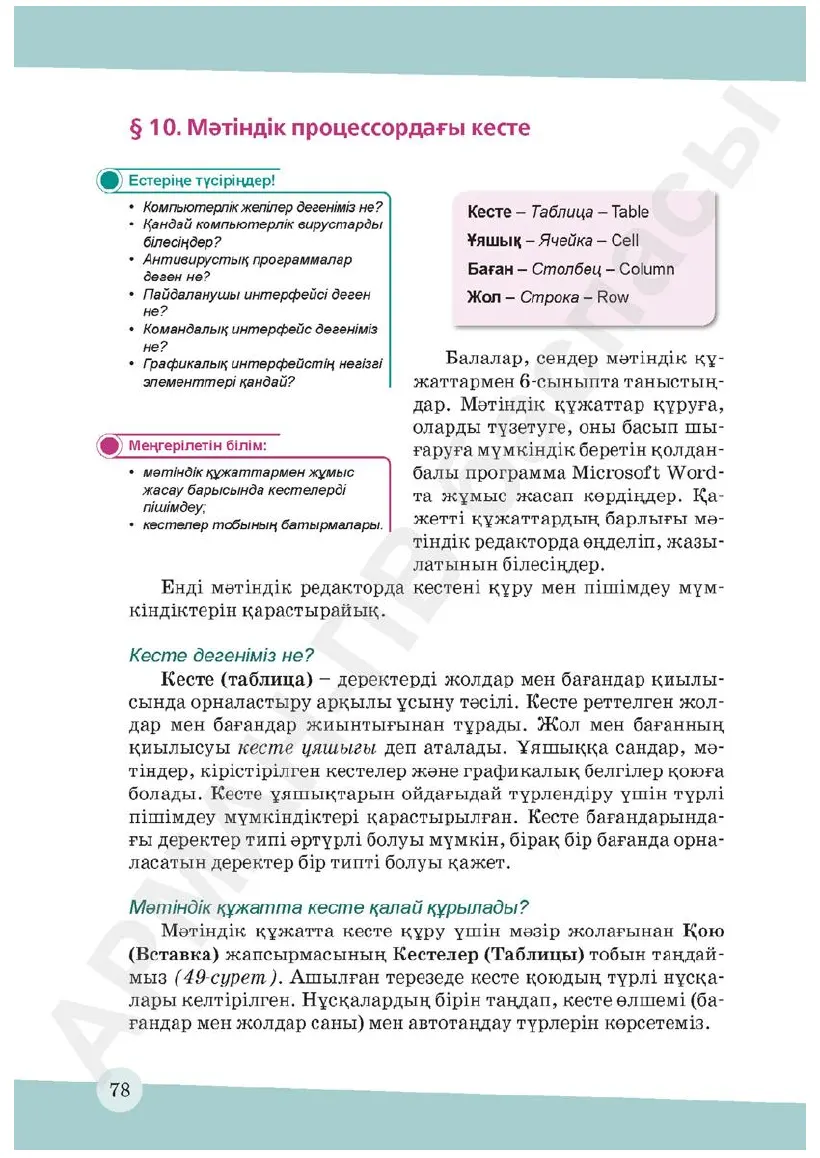 § 10. Мәтіндік процессордағы кесте
Естеріңе түсіріңдер!
• Компьютерлік желілер дегеніміз не?
• Қандай компьютерлік вирустарды
білесіңдер?
• Антивирустық программалар
деген не?
• Пайдаланушы интерфейсі деген
не?
• Командалық интерфейс дегеніміз
не?
• Графикалық интерфейстің негізгі
элементтері қандай?
Меңгерілетін білім:
• мәтіндік құжаттармен жұмыс
жасау барысында кестелерді
пішімдеу;
• кестелер тобының батырмалары.
Кесте – Таблица – Table
Ұяшық – Ячейка – Cell
Баған – Столбец – Column
Жол – Строка – Row
Балалар, сендер мәтіндік құ-
жаттармен 6-сыныпта таныстың-
дар. Мәтіндік құжаттар құруға,
оларды түзетуге, оны басып шы-
ғаруға мүмкіндік беретін қолдан-
балы программа Microsoft Word-
та жұмыс жасап көрдіңдер. Қа-
жетті құжаттардың барлығы мә-
тіндік редакторда өңделіп, жазы-
латынын білесіңдер.
Енді мәтіндік редакторда кестені құру мен пішімдеу мүм-
кіндіктерін қарастырайық.
Кесте дегеніміз не?
Кесте (таблица) – деректерді жолдар мен бағандар қиылы-
сында орналастыру арқылы ұсыну тәсілі. Кесте реттелген жол-
дар мен бағандар жиынтығынан тұрады. Жол мен бағанның
қиылысуы кесте ұяшығы деп аталады. Ұяшыққа сандар, мә-
тіндер, кірістірілген кестелер және графикалық белгілер қоюға
болады. Кесте ұяшықтарын ойдағыдай түрлендіру үшін түрлі
пішімдеу мүмкіндіктері қарастырылған. Кесте бағандарында-
ғы деректер типі әртүрлі болуы мүмкін, бірақ бір бағанда орна-
ласатын деректер бір типті болуы қажет.
Мәтіндік құжатта кесте қалай құрылады?
Мәтіндік құжатта кесте құру үшін мәзір жолағынан Қою
(Вставка) жапсырмасының Кестелер (Таблицы) тобын таңдай-
мыз (49-сурет). Ашылған терезеде кесте қоюдың түрлі нұсқа-
лары келтірілген. Нұсқалардың бірін таңдап, кесте өлшемі (ба-
ғандар мен жолдар саны) мен автотаңдау түрлерін көрсетеміз.
78
АРМАН-ПВ баспасы